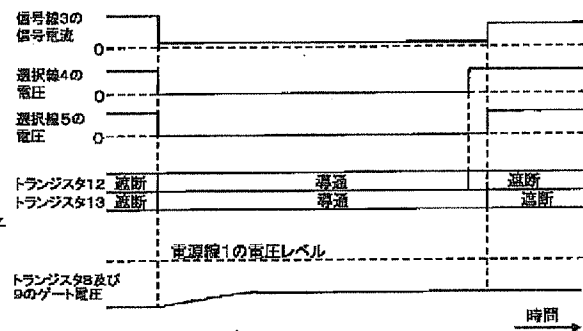 信号線3の
信号電流
0
選択線4の
電圧 0
選択線5の
電圧 0
トランジスタ12 遮断 導通 遮断
トランジスタ13 遮断 導通 遮断
電源線1の電圧レベル
トランジスタ8及び
9のゲート電圧
時間